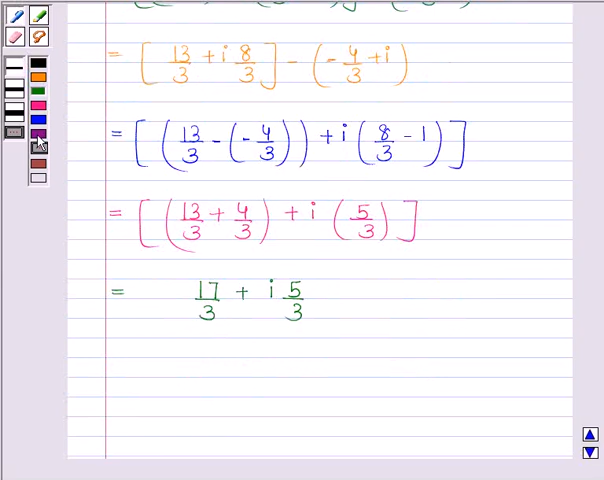 = [ 13/3 + i 8/3 ] - ( - 4/3 + i )
= [ ( 13/3 - ( - 4/3 ) ) + i ( 8/3 - 1 ) ]
= [ ( 13/3 + 4/3 ) + i ( 5/3 ) ]
= 17/3 + i 5/3